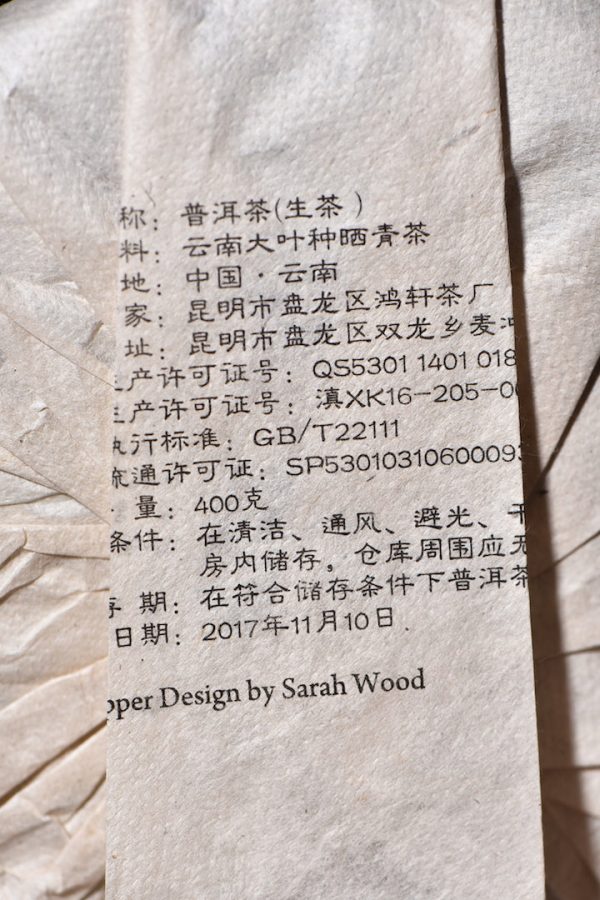 称：普洱茶(生茶)
料：云南大叶种晒青茶
地：中国·云南
家：昆明市盘龙区鸿轩茶厂
址：昆明市盘龙区双龙乡麦冲
生产许可证号：QS5301 1401 018
生产许可证号：滇XK16-205-00
执行标准：GB/T22111
流通许可证：SP530103106000093
量：400克
条件：在清洁、通风、避光、干
房内储存，仓库周围应无
存 期：在符合储存条件下普洱茶
日期：2017年11月10日.
pper Design by Sarah Wood